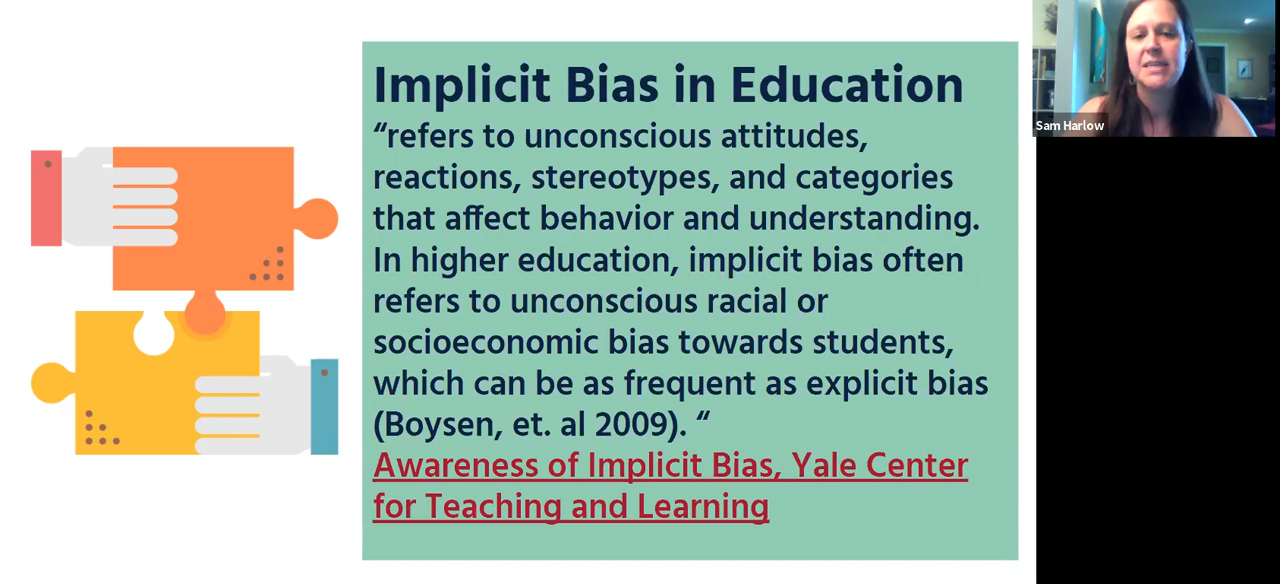 Implicit Bias in Education
“refers to unconscious attitudes,
reactions, stereotypes, and categories
that affect behavior and understanding.
In higher education, implicit bias often
refers to unconscious racial or
socioeconomic bias towards students,
which can be as frequent as explicit bias
(Boysen, et. al 2009). “
Awareness of Implicit Bias, Yale Center
for Teaching and Learning
Sam Harlow